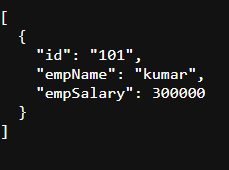 [
  {
    "id": "101",
    "empName": "kumar",
    "empSalary": 300000
  }
]